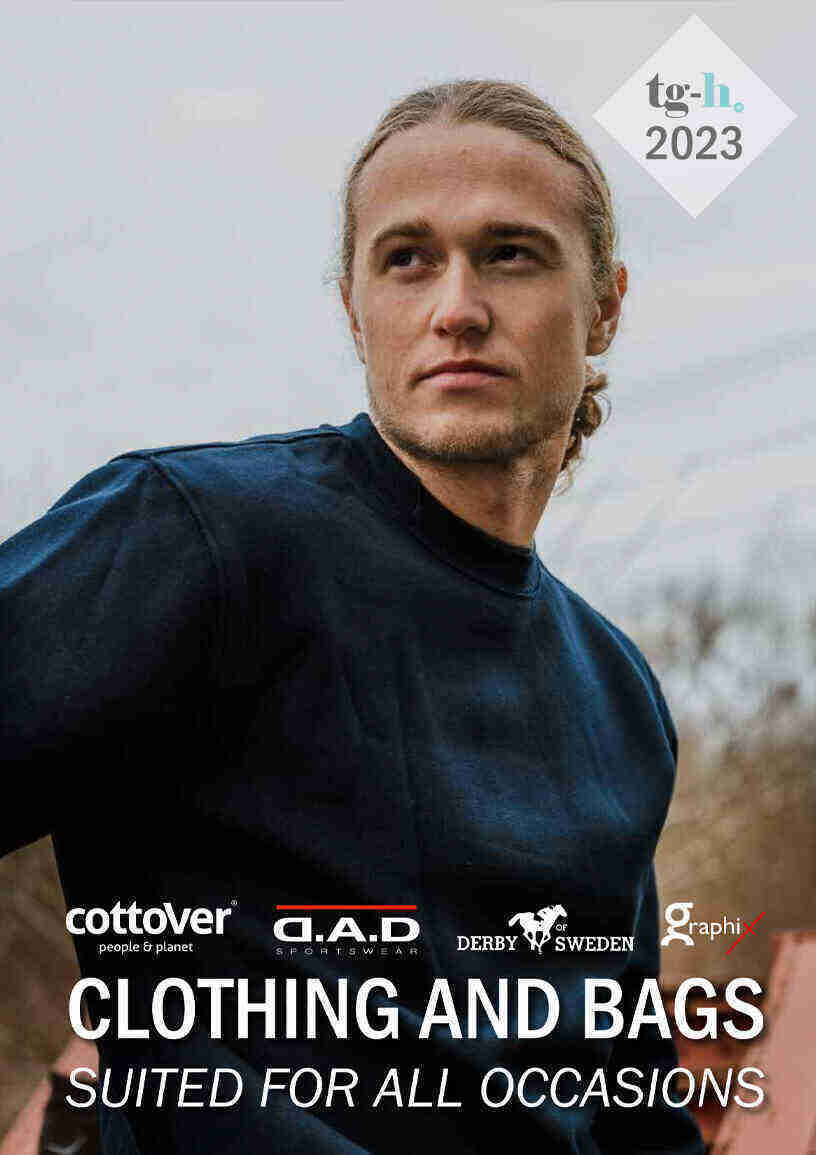 tg-h.
2023
cottover®
people & planet
D.A.D
SPORTSWEAR
DERBY OF SWEDEN
graphix
CLOTHING AND BAGS
SUITED FOR ALL OCCASIONS